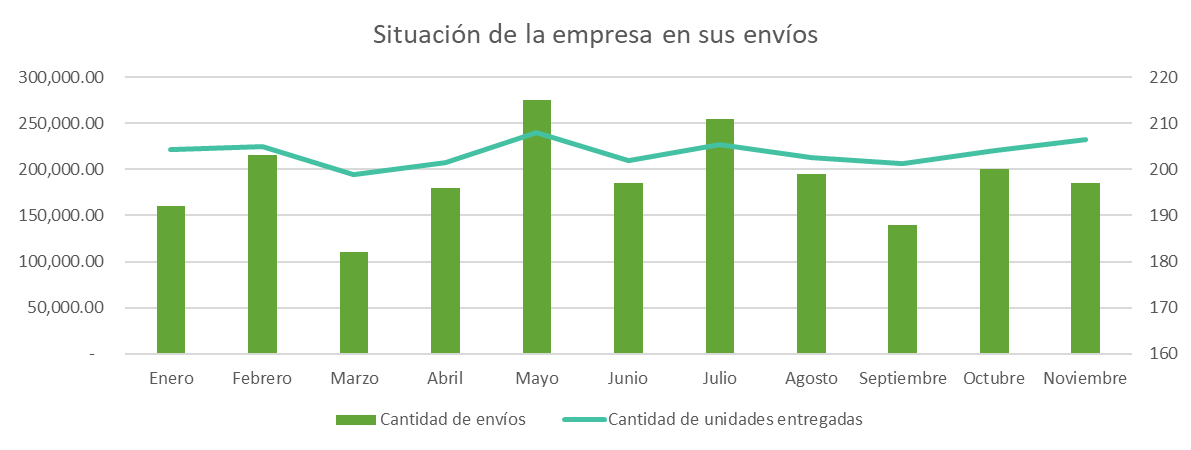 Situación de la empresa en sus envíos
300,000.00 220
250,000.00 210
200,000.00 200
150,000.00 190
100,000.00 180
50,000.00 170
- 160
Enero Febrero Marzo Abril Mayo Junio Julio Agosto Septiembre Octubre Noviembre
Cantidad de envíos Cantidad de unidades entregadas